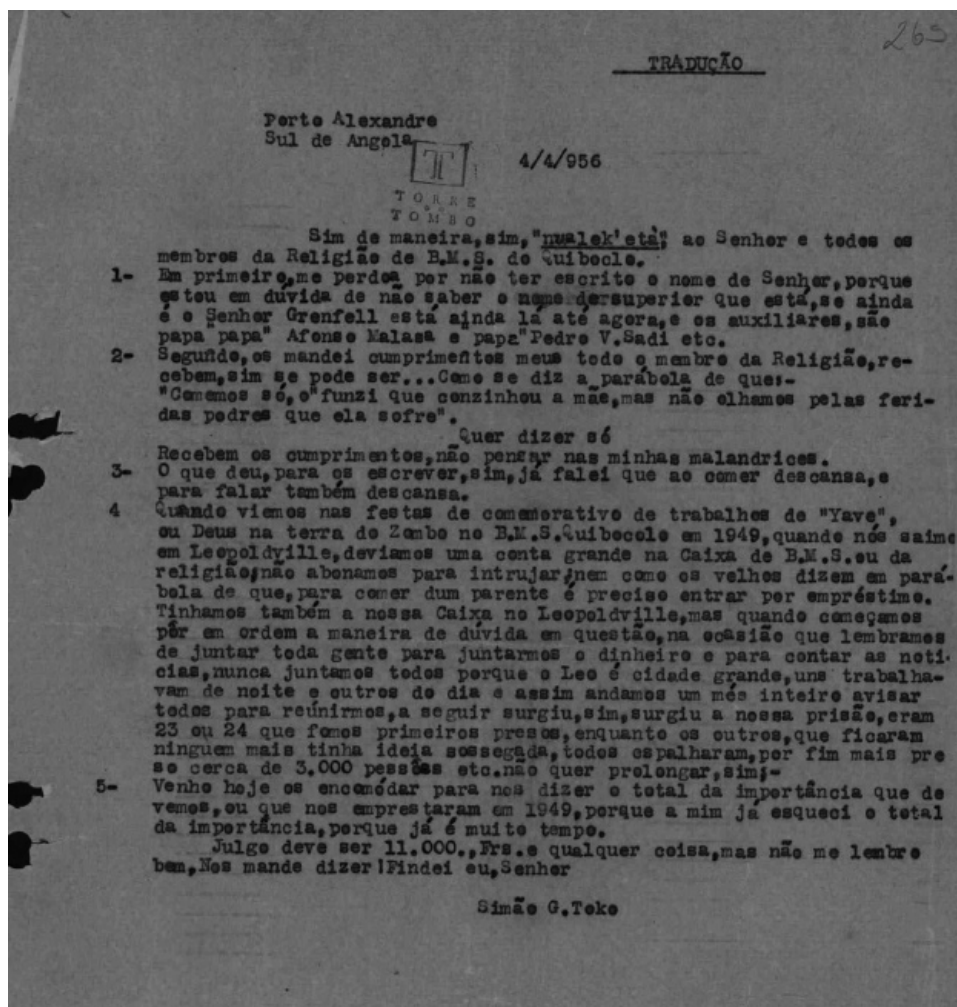 263
TRADUÇÃO
Porto Alexandre
Sul de Angola
4/4/956
TORRE
TOMBO
Sim de maneira,sim,"nualek'età" ao Senhor e todos os
membros da Religião de B.M.S. do Quiboclo.
1- Em primeiro,me perdoa por não ter escrito o nome de Senhor,porque
estou em dúvida de não saber o nome dersuperior que está,se ainda
é o Senhor Grenfell está ainda lá até agora,e os auxiliares,são
papa"papa" Afonso Malasa e papa"Pedro V.Sadi etc.
2- Segundo,os mandei cumprimentos meus todo o membro da Religião,re-
cebem,sim se pode ser...Como se diz a parábola de que:-
"Comemos só,o"funzi que conzinhou a mãe,mas não olhamos pelas feri-
das podres que ela sofre".
Quer dizer só
Recebem os cumprimentos,não pensar nas minhas malandrices.
3- O que deu,para os escrever,sim,já falei que ao comer descansa,e
para falar também descansa.
4 Quando viemos nas festas de comemorativo de trabalhos de "Yave",
ou Deus na terra do Zombo no B.M.S.Quibocolo em 1949,quando nós saimo
em Leopoldville,deviamos uma conta grande na Caixa de B.M.S.ou da
religião;não abonamos para intrujar;nem como os velhos dizem em pará-
bola de que,para comer dum parente é preciso entrar por empréstimo.
Tinhamos também a nossa Caixa no Leopoldville,mas quando começamos
pôr em ordem a maneira de dúvida em questão,na ocasião que lembramos
de juntar toda gente para juntarmos o dinheiro e para contar as noti-
cias,nunca juntamos todos porque o Leo é cidade grande,uns trabalha-
vam de noite e outros do dia e assim andamos um mês inteiro avisar
todos para reúnirmos,a seguir surgiu,sim,surgiu a nossa prisão,eram
23 ou 24 que fomos primeiros presos,enquanto os outros,que ficaram
ninguem mais tinha ideia sossegada,todos espalharam,por fim mais pre
so cerca de 3.000 pessôas etc.não quer prolongar,sim;-
5- Venho hoje os encomódar para nos dizer o total da importância que de
vemos,ou que nos emprestaram em 1949,porque a mim já esqueci o total
da importância,porque já é muito tempo.
Julgo deve ser 11.000.,Frs.e qualquer coisa,mas não me lembro
bem,Nos mande dizer!Findei eu,Senhor
Simão G.Toko